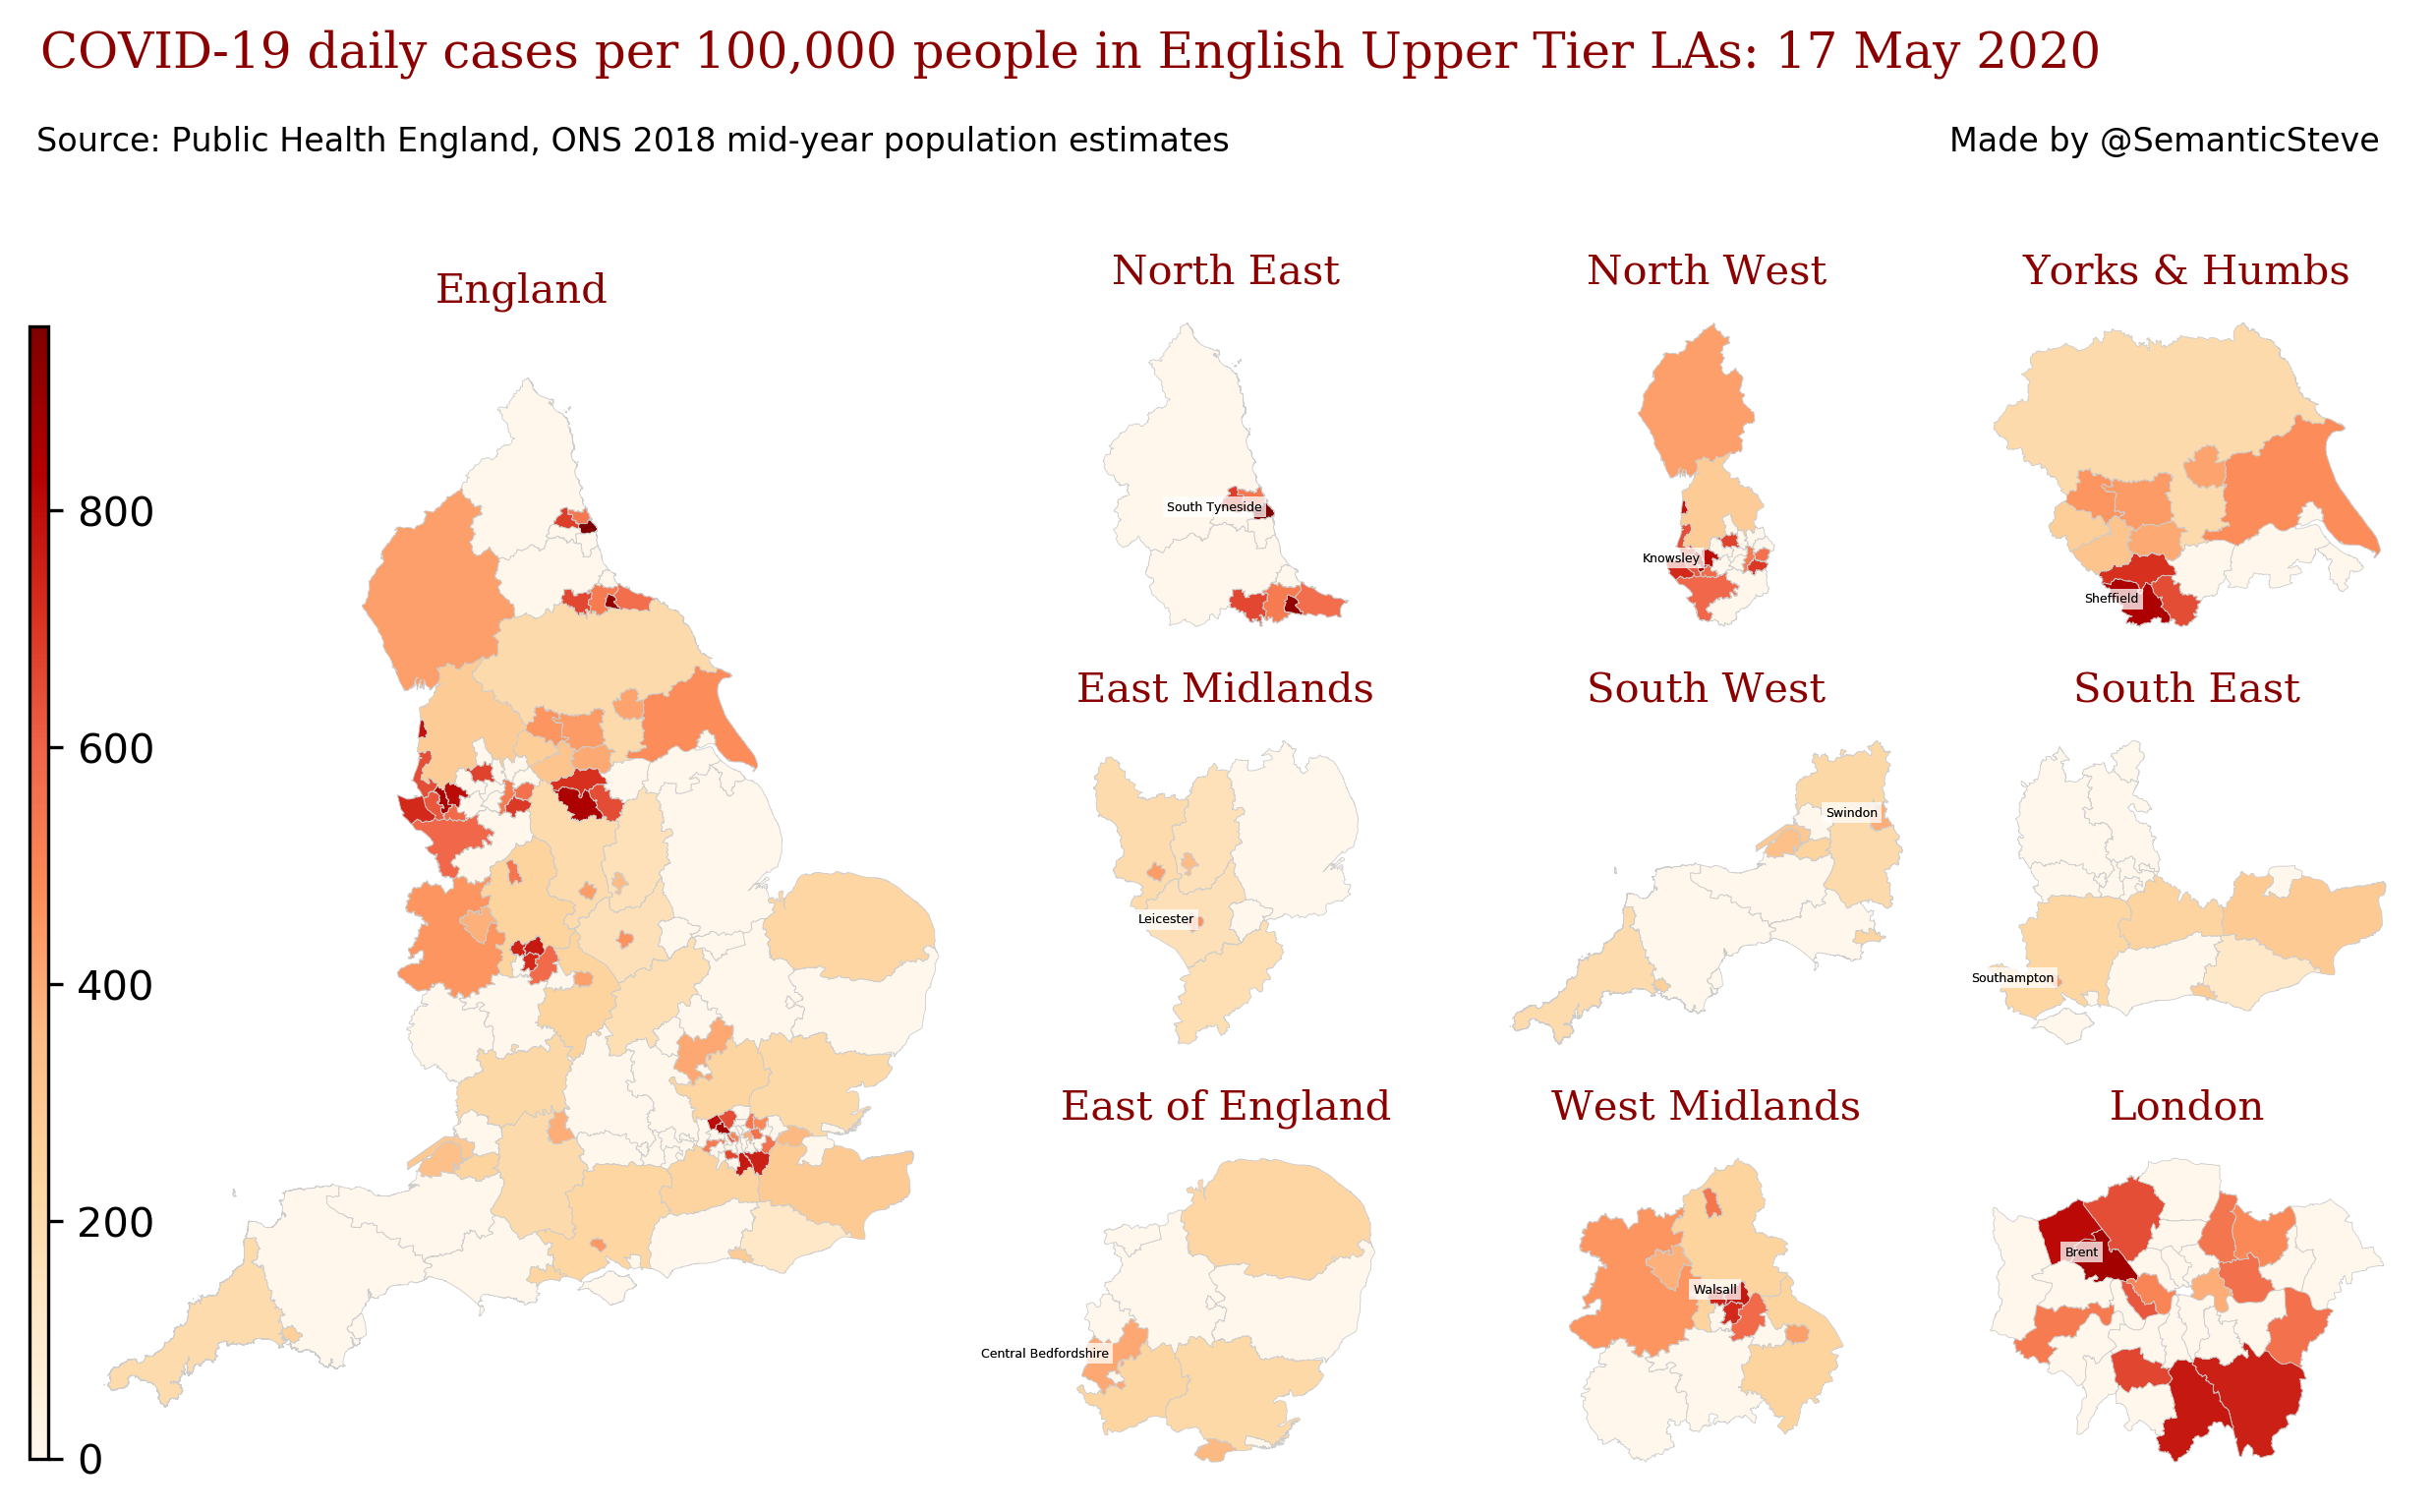 COVID-19 daily cases per 100,000 people in English Upper Tier LAs: 17 May 2020
Source: Public Health England, ONS 2018 mid-year population estimates
Made by @SemanticSteve
England
800
600
400
200
0
North East
South Tyneside
North West
Knowsley
Yorks & Humbs
Sheffield
East Midlands
Leicester
South West
Swindon
South East
Southampton
East of England
Central Bedfordshire
West Midlands
Walsall
London
Brent